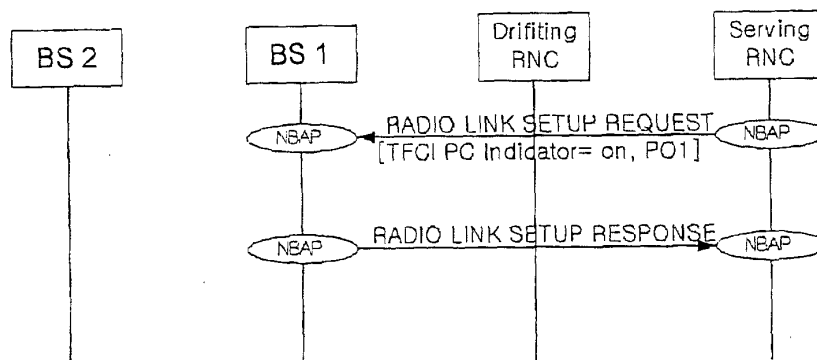 BS 2
BS 1
Drifiting
RNC
Serving
RNC
NBAP
RADIO LINK SETUP REQUEST
NBAP
[TFCI PC Indicator= on, PO1]
NBAP
RADIO LINK SETUP RESPONSE
NBAP